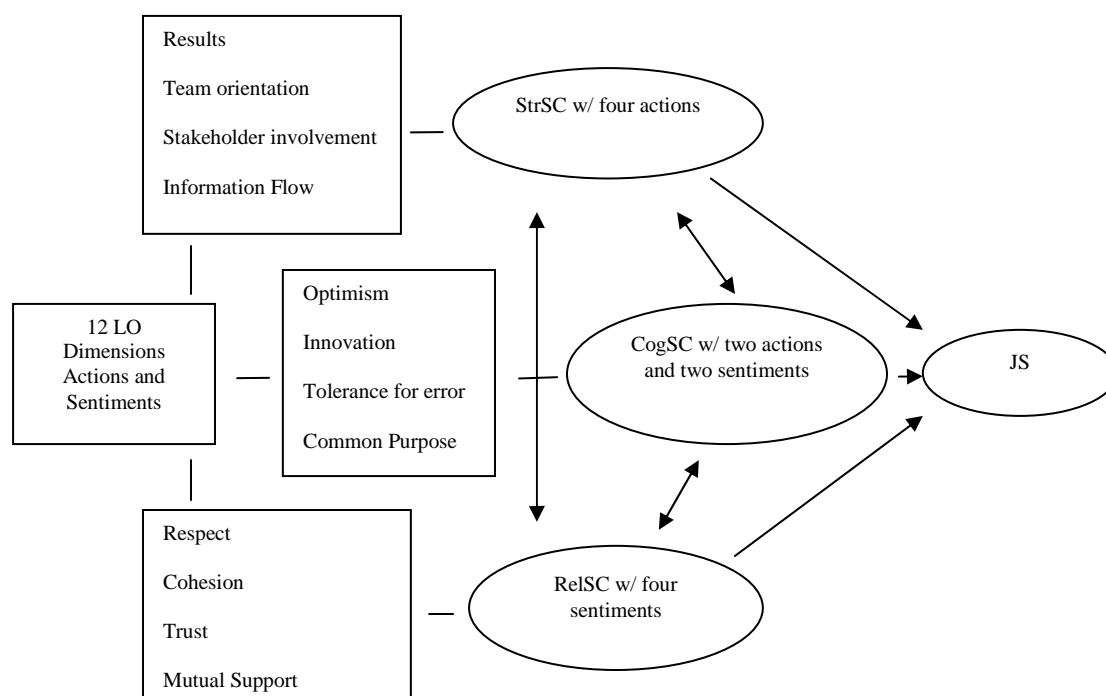 Results
Team orientation
Stakeholder involvement
Information Flow
StrSC w/ four actions
12 LO
Dimensions
Actions and
Sentiments
Optimism
Innovation
Tolerance for error
Common Purpose
CogSC w/ two actions
and two sentiments
JS
Respect
Cohesion
Trust
Mutual Support
RelSC w/ four
sentiments